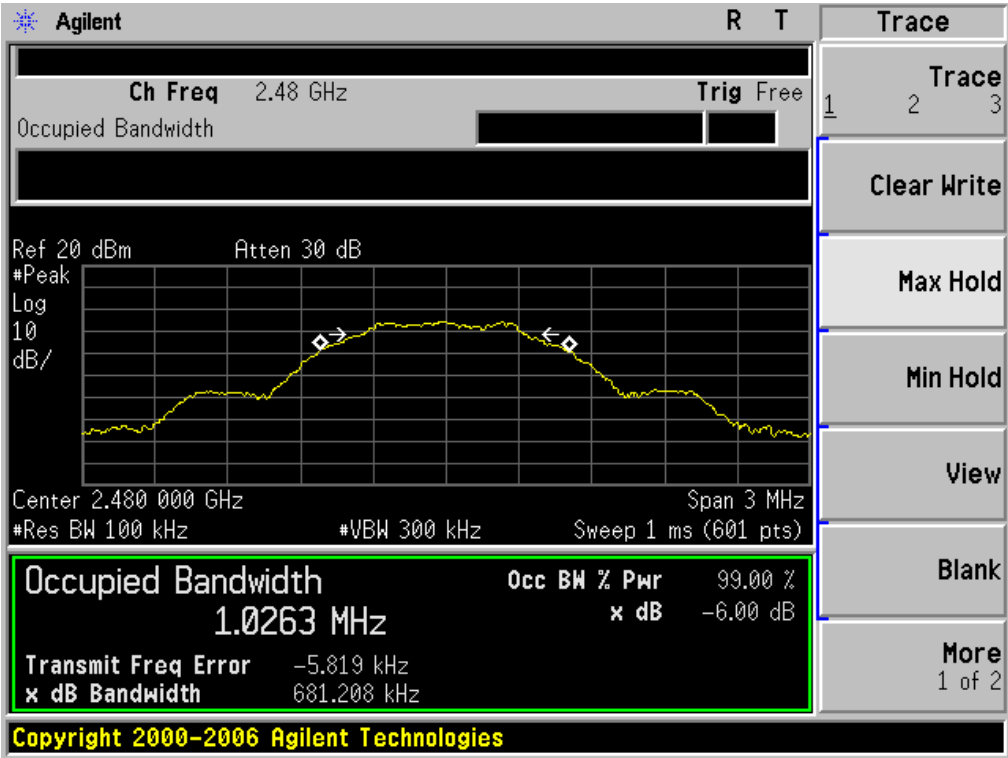 Agilent R T
Ch Freq 2.48 GHz Trig Free
Occupied Bandwidth
Ref 20 dBm Atten 30 dB
#Peak
Log
10
dB/
Center 2.480 000 GHz Span 3 MHz
#Res BW 100 kHz #VBW 300 kHz Sweep 1 ms (601 pts)
Occupied Bandwidth
1.0263 MHz
Occ BW % Pwr 99.00 %
x dB -6.00 dB
Transmit Freq Error -5.819 kHz
x dB Bandwidth 681.208 kHz
Copyright 2000-2006 Agilent Technologies
Trace
Trace
1 2 3
Clear Write
Max Hold
Min Hold
View
Blank
More
1 of 2